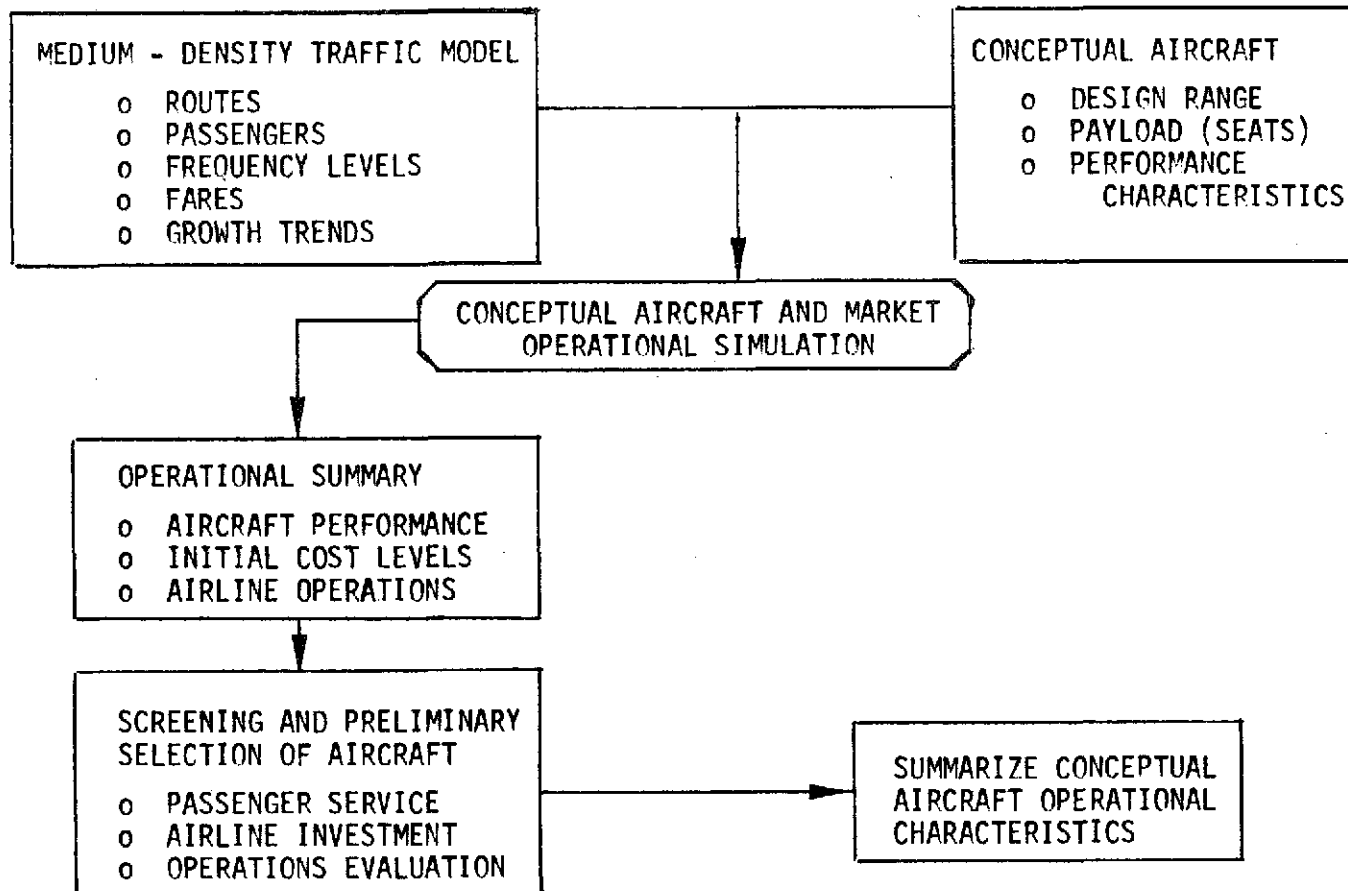 MEDIUM - DENSITY TRAFFIC MODEL
o ROUTES
o PASSENGERS
o FREQUENCY LEVELS
o FARES
o GROWTH TRENDS
CONCEPTUAL AIRCRAFT
o DESIGN RANGE
o PAYLOAD (SEATS)
o PERFORMANCE
CHARACTERISTICS
CONCEPTUAL AIRCRAFT AND MARKET
OPERATIONAL SIMULATION
OPERATIONAL SUMMARY
o AIRCRAFT PERFORMANCE
o INITIAL COST LEVELS
o AIRLINE OPERATIONS
SCREENING AND PRELIMINARY
SELECTION OF AIRCRAFT
o PASSENGER SERVICE
o AIRLINE INVESTMENT
o OPERATIONS EVALUATION
SUMMARIZE CONCEPTUAL
AIRCRAFT OPERATIONAL
CHARACTERISTICS